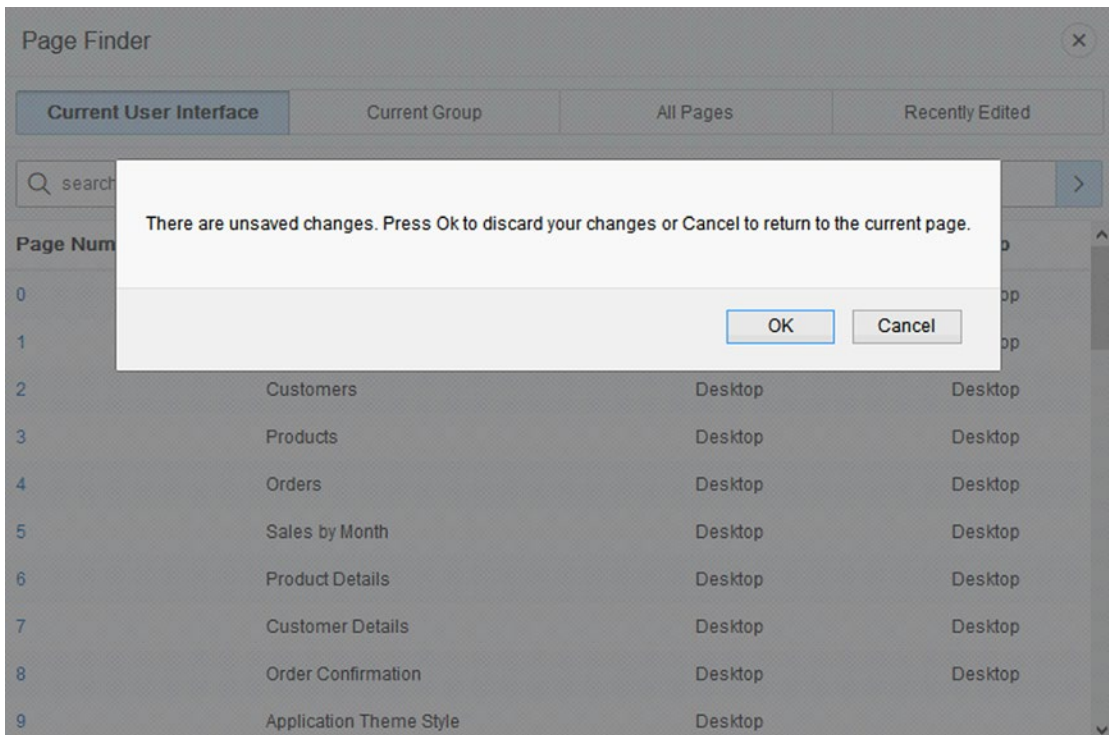 Page Finder
Current User Interface Current Group All Pages Recently Edited
search
There are unsaved changes. Press Ok to discard your changes or Cancel to return to the current page.
Page Num
0
OK Cancel
1
2 Customers Desktop Desktop
3 Products Desktop Desktop
4 Orders Desktop Desktop
5 Sales by Month Desktop Desktop
6 Product Details Desktop Desktop
7 Customer Details Desktop Desktop
8 Order Confirmation Desktop Desktop
9 Application Theme Style Desktop